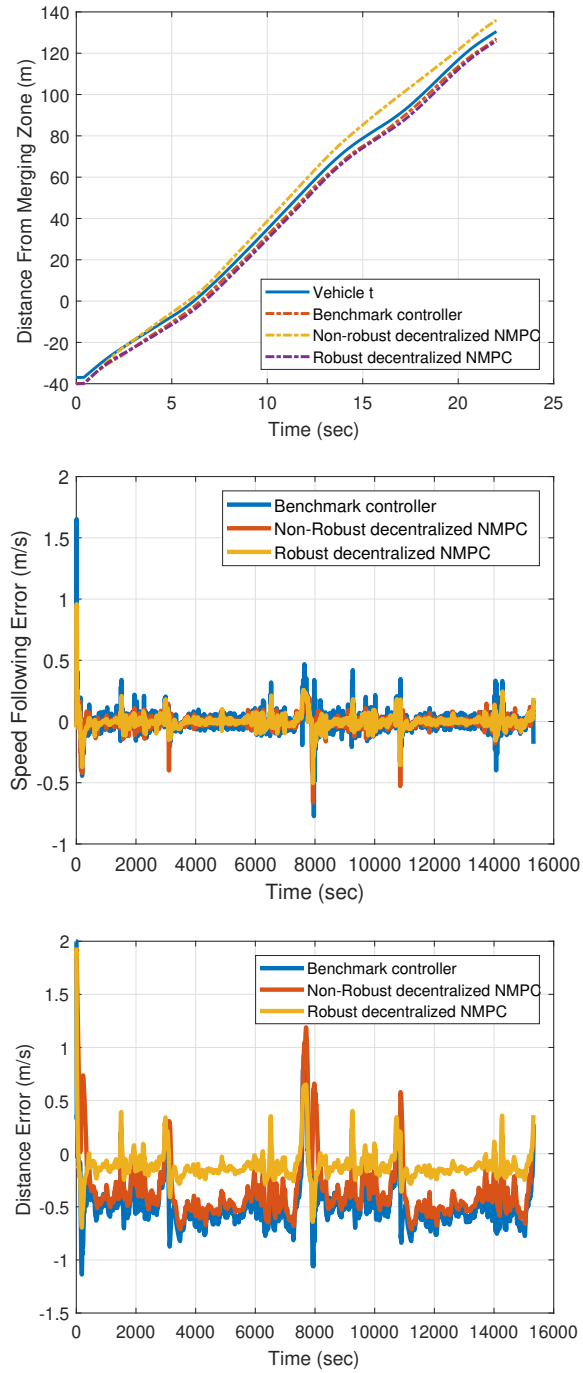 140
120
100
80
60
40
20
0
-20
-40
Distance From Merging Zone (m)
Vehicle t
Benchmark controller
Non-robust decentralized NMPC
Robust decentralized NMPC
0 5 10 15 20 25
Time (sec)
2
1.5
1
0.5
0
-0.5
-1
Speed Following Error (m/s)
Benchmark controller
Non-Robust decentralized NMPC
Robust decentralized NMPC
0 2000 4000 6000 8000 10000 12000 14000 16000
Time (sec)
2
1.5
1
0.5
0
-0.5
-1
-1.5
Distance Error (m/s)
Benchmark controller
Non-Robust decentralized NMPC
Robust decentralized NMPC
0 2000 4000 6000 8000 10000 12000 14000 16000
Time (sec)